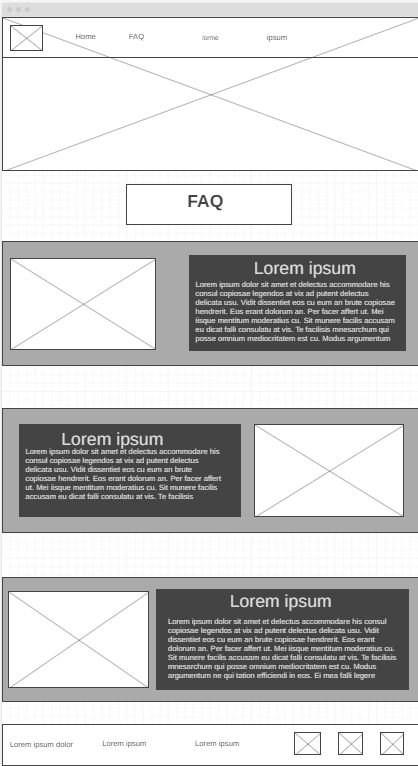 Home FAQ lorme ipsum
FAQ
Lorem ipsum
Lorem ipsum dolor sit amet et delectus accommodare his
consul copiosae legendos at vix ad putent delectus
delicata usu. Vidit dissentiet eos cu eum an brute copiosae
hendrerit. Eos erant dolorum an. Per facer affert ut. Mei
iisque mentitum moderatius cu. Sit munere facilis accusam
eu dicat falli consulatu at vis. Te facilisis mnesarchum qui
posse omnium mediocritatem est cu. Modus argumentum
Lorem ipsum
Lorem ipsum dolor sit amet et delectus accommodare his
consul copiosae legendos at vix ad putent delectus
delicata usu. Vidit dissentiet eos cu eum an brute
copiosae hendrerit. Eos erant dolorum an. Per facer affert
ut. Mei iisque mentitum moderatius cu. Sit munere facilis
accusam eu dicat falli consulatu at vis. Te facilisis
Lorem ipsum
Lorem ipsum dolor sit amet et delectus accommodare his consul
copiosae legendos at vix ad putent delectus delicata usu. Vidit
dissentiet eos cu eum an brute copiosae hendrerit. Eos erant
dolorum an. Per facer affert ut. Mei iisque mentitum moderatius cu.
Sit munere facilis accusam eu dicat falli consulatu at vis. Te facilisis
mnesarchum qui posse omnium mediocritatem est cu. Modus
argumentum ne qui tation efficiendi in eos. Ei mea falli legere
Lorem ipsum dolor Lorem ipsum Lorem ipsum